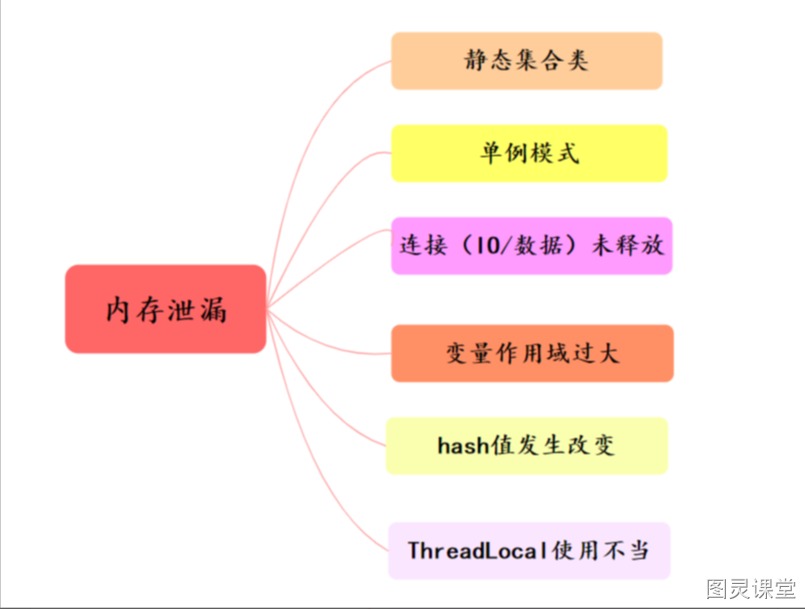 静态集合类
单例模式
连接（IO/数据）未释放
内存泄漏
变量作用域过大
hash值发生改变
ThreadLocal使用不当
图灵课堂